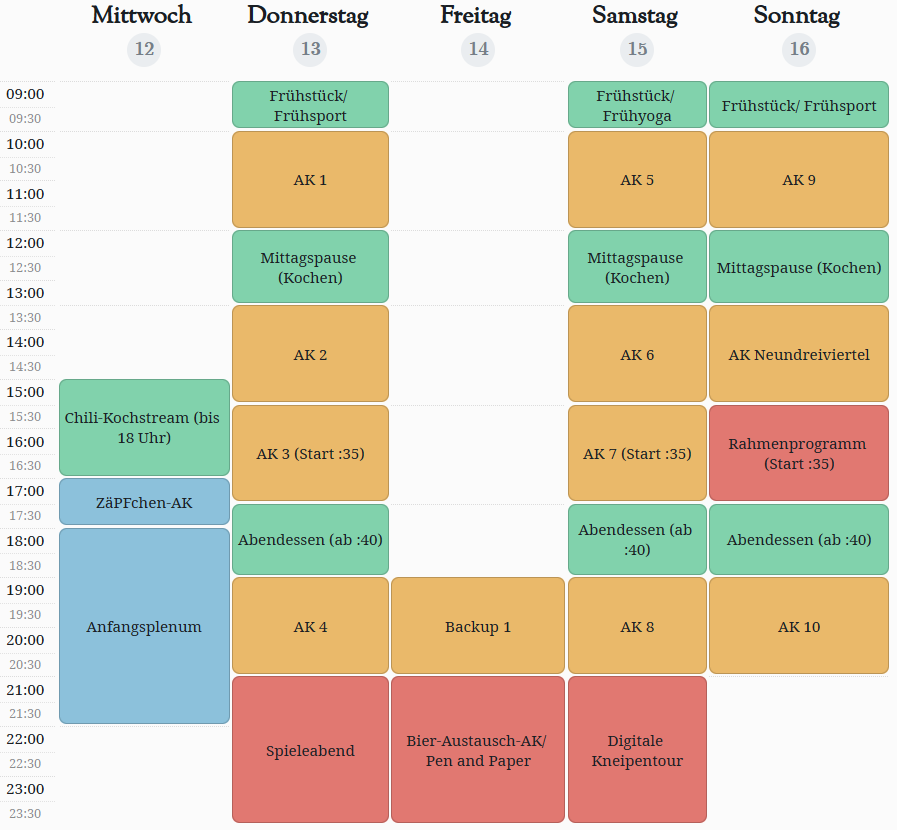 Mittwoch Donnerstag Freitag Samstag Sonntag
12 13 14 15 16
09:00
09:30
10:00
10:30
11:00
11:30
12:00
12:30
13:00
13:30
14:00
14:30
15:00
15:30
16:00
16:30
17:00
17:30
18:00
18:30
19:00
19:30
20:00
20:30
21:00
21:30
22:00
22:30
23:00
23:30
Chili-Kochstream (bis
18 Uhr)
ZäPFchen-AK
Anfangsplenum
Frühstück/
Frühsport
AK 1
Mittagspause
(Kochen)
AK 2
AK 3 (Start :35)
Abendessen (ab :40)
AK 4
Spieleabend
Backup 1
Bier-Austausch-AK/
Pen and Paper
Frühstück/
Frühyoga
AK 5
Mittagspause
(Kochen)
AK 6
AK 7 (Start :35)
Abendessen (ab
:40)
AK 8
Digitale
Kneipentour
Frühstück/ Frühsport
AK 9
Mittagspause (Kochen)
AK Neundreiviertel
Rahmenprogramm
(Start :35)
Abendessen (ab :40)
AK 10